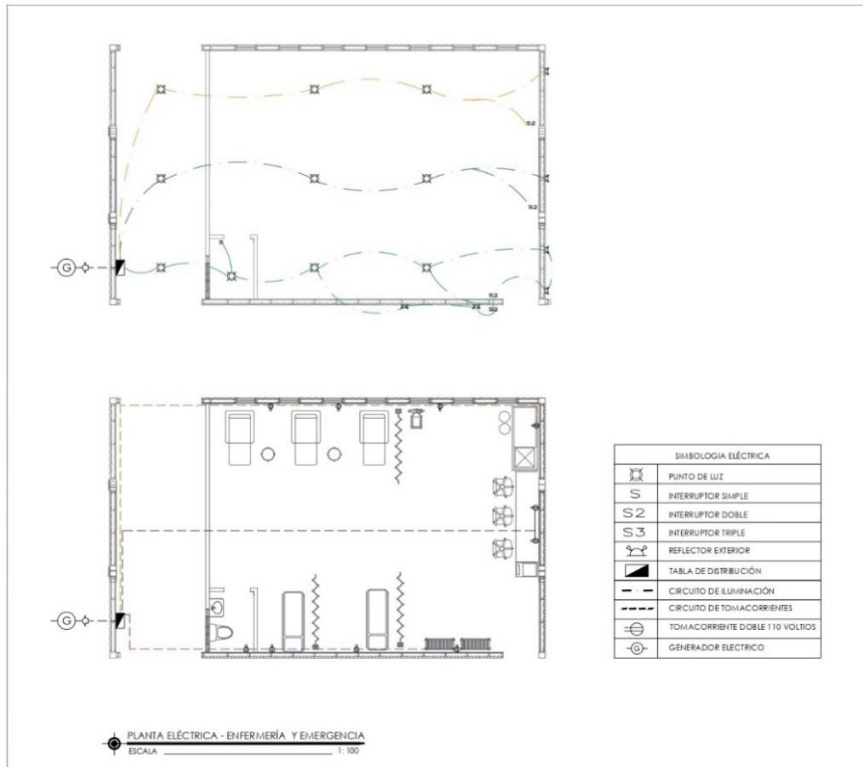 S2
S2
S
G
S2
S2
G
SIMBOLOGIA ELÉCTRICA
PUNTO DE LUZ
S INTERRUPTOR SIMPLE
S2 INTERRUPTOR DOBLE
S3 INTERRUPTOR TRIPLE
REFLECTOR EXTERIOR
TABLA DE DISTRIBUCIÓN
CIRCUITO DE ILUMINACIÓN
CIRCUITO DE TOMACORRIENTES
TOMACORRIENTE DOBLE 110 VOLTIOS
G GENERADOR ELECTRICO
PLANTA ELÉCTRICA - ENFERMERÍA Y EMERGENCIA
ESCALA 1: 100